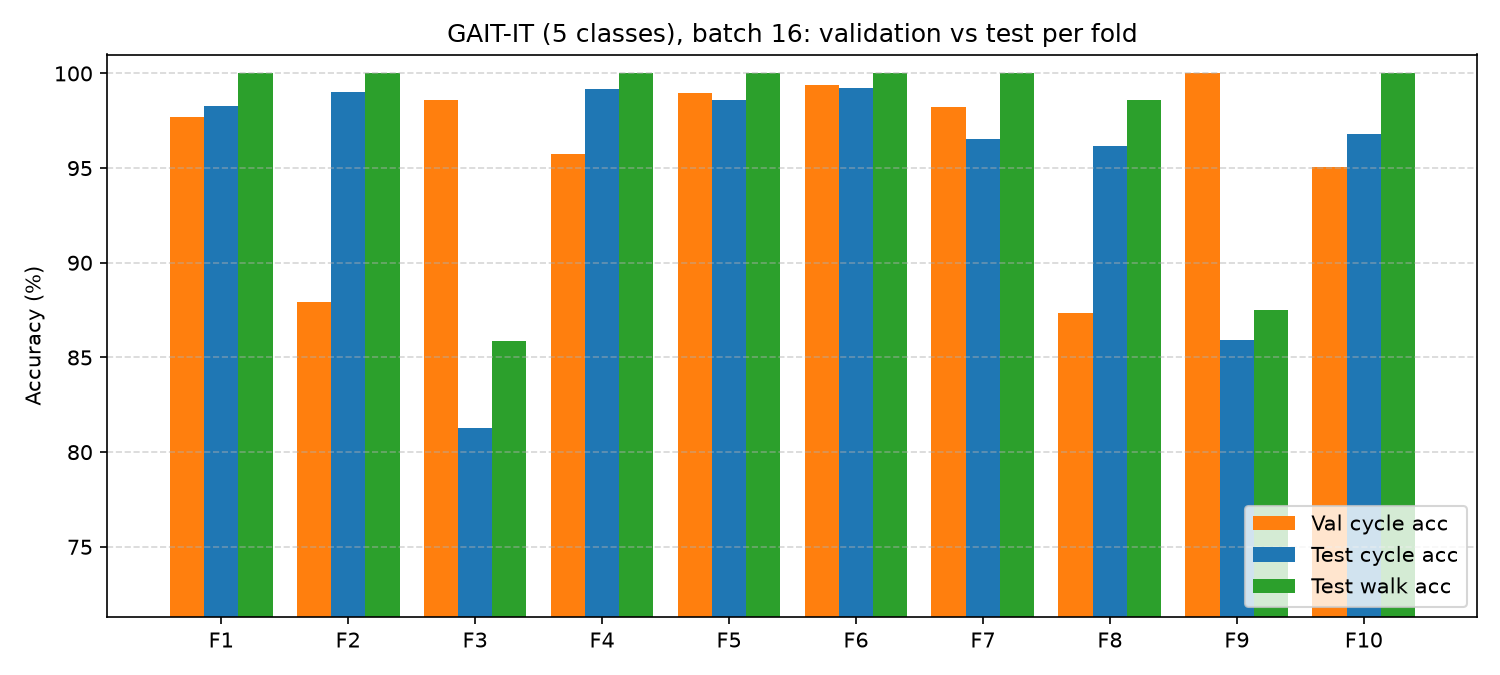 GAIT-IT (5 classes), batch 16: validation vs test per fold
Accuracy (%)
100
95
90
85
80
75
F1 F2 F3 F4 F5 F6 F7 F8 F9 F10
Val cycle acc
Test cycle acc
Test walk acc